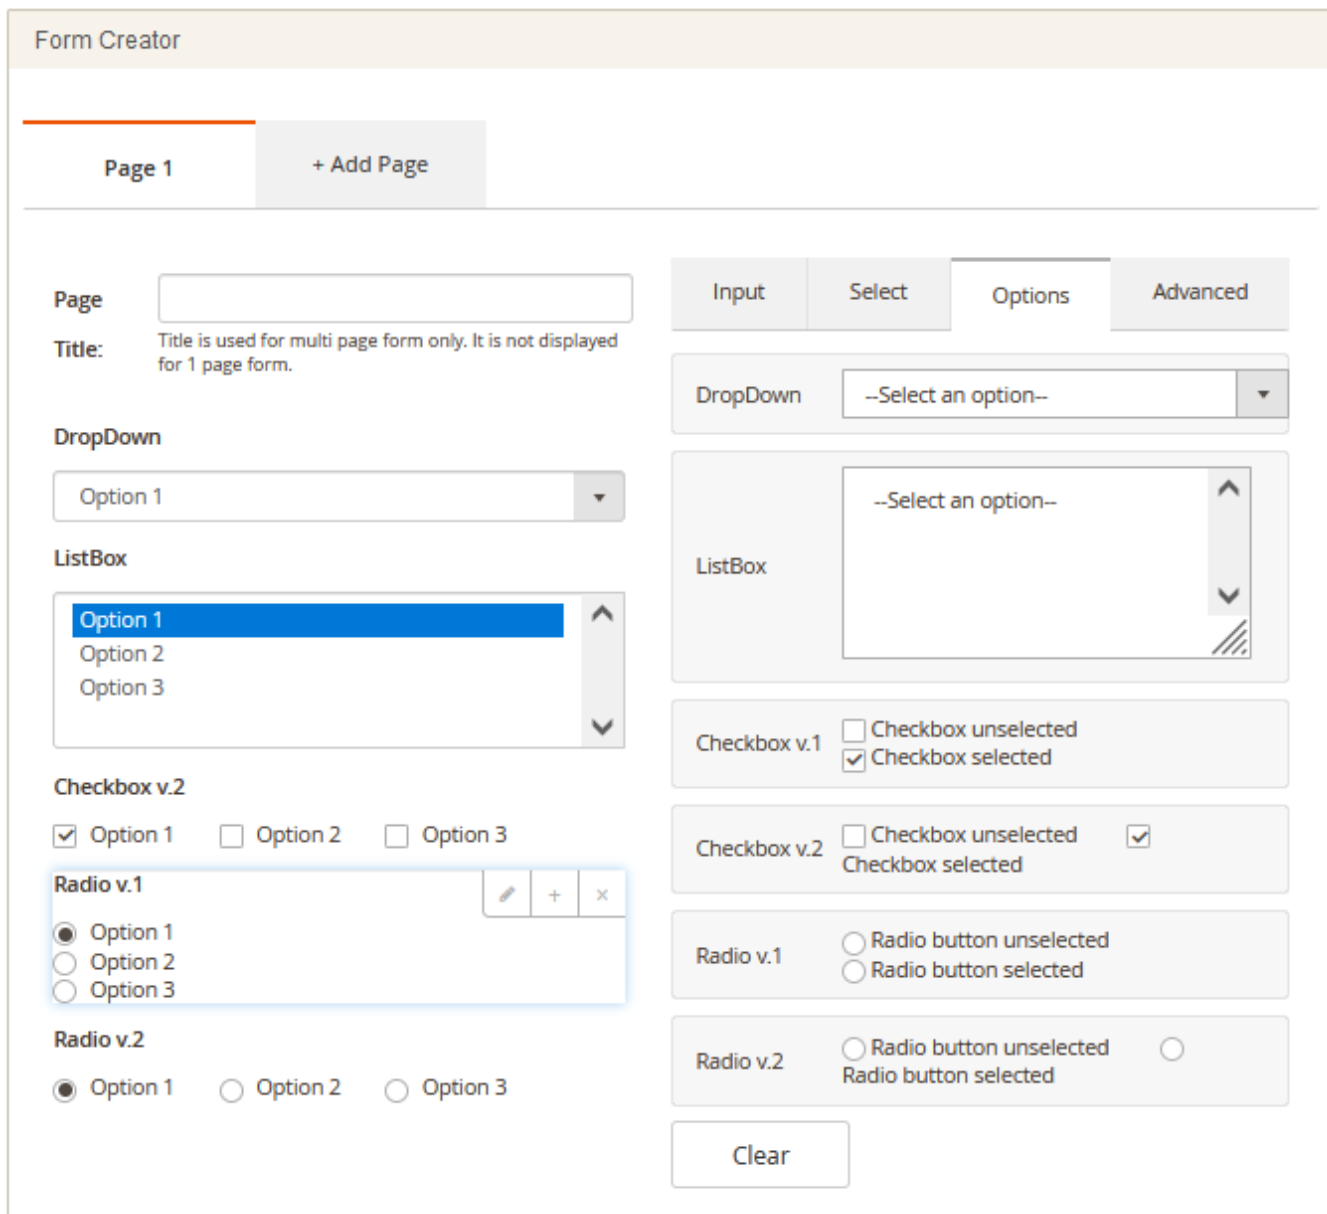 Form Creator
Page 1
+ Add Page
Page
Title:
Title is used for multi page form only. It is not displayed
for 1 page form.
DropDown
Option 1
ListBox
Option 1
Option 2
Option 3
Checkbox v.2
Option 1 Option 2 Option 3
Radio v.1
Option 1
Option 2
Option 3
Radio v.2
Option 1 Option 2 Option 3
Input Select Options Advanced
DropDown --Select an option--
ListBox
--Select an option--
Checkbox v.1
Checkbox unselected
Checkbox selected
Checkbox v.2
Checkbox unselected
Checkbox selected
Radio v.1
Radio button unselected
Radio button selected
Radio v.2
Radio button unselected
Radio button selected
Clear